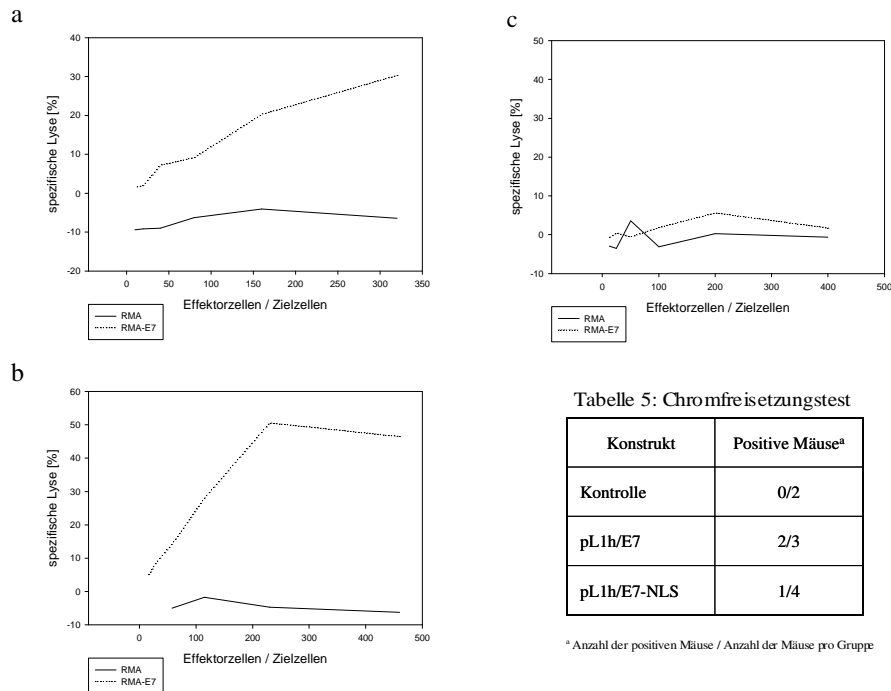 a
50
40
30
20
10
0
-10
-20
spezifische Lyse [%]
0 50 100 150 200 250 300 350
Effektorzellen / Zielzellen
RMA
RMA-E7
c
50
40
30
20
10
0
-10
spezifische Lyse [%]
0 100 200 300 400 500
Effektorzellen / Zielzellen
RMA
RMA-E7
b
60
50
40
30
20
10
0
-10
spezifische Lyse [%]
0 100 200 300 400 500
Effektorzellen / Zielzellen
RMA
RMA-E7
Tabelle 5: Chromfreisetzungstest
Konstrukt Positive Mäuseª
Kontrolle 0/2
pL1h/E7 2/3
pL1h/E7-NLS 1/4
ª Anzahl der positiven Mäuse / Anzahl der Mäuse pro Gruppe